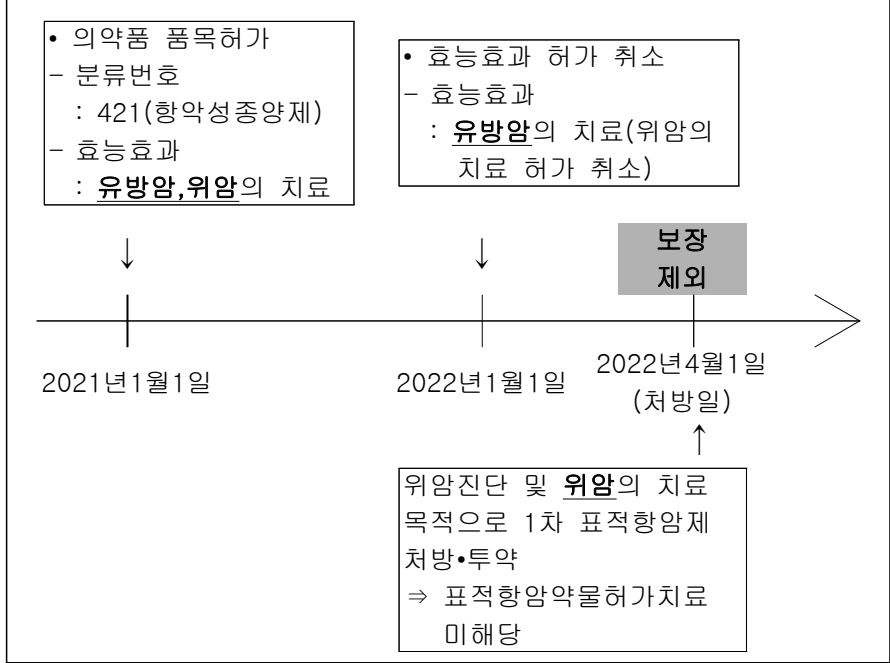 • 의약품 품목허가
- 분류번호
: 421(항악성종양제)
- 효능효과
: 유방암,위암의 치료
• 효능효과 허가 취소
- 효능효과
: 유방암의 치료(위암의
치료 허가 취소)
↓
↓
보장
제외
2021년1월1일
2022년1월1일
2022년4월1일
(처방일)
↑
위암진단 및 위암의 치료
목적으로 1차 표적항암제
처방•투약
⇒ 표적항암약물허가치료
미해당